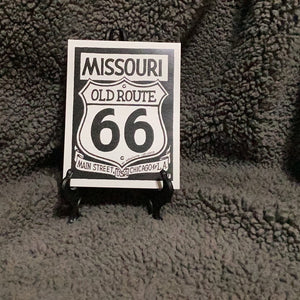 MISSOURI
OLD ROUTE
66
MAIN STREET CHICAGO L.A